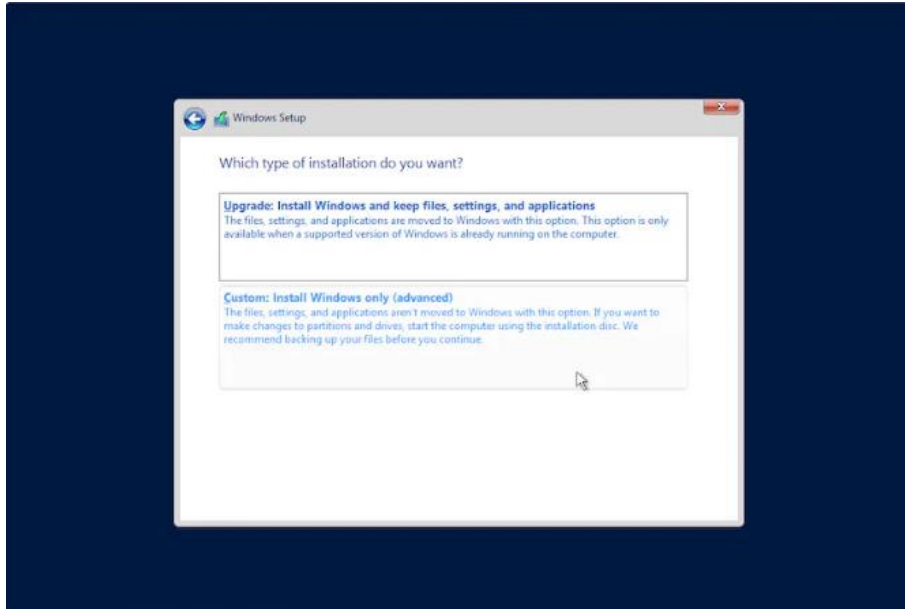 Windows Setup
Which type of installation do you want?
Upgrade: Install Windows and keep files, settings, and applications
The files, settings, and applications are moved to Windows with this option. This option is only
available when a supported version of Windows is already running on the computer.
Custom: Install Windows only (advanced)
The files, settings, and applications aren't moved to Windows with this option. If you want to
make changes to partitions and drives, start the computer using the installation disc. We
recommend backing up your files before you continue.